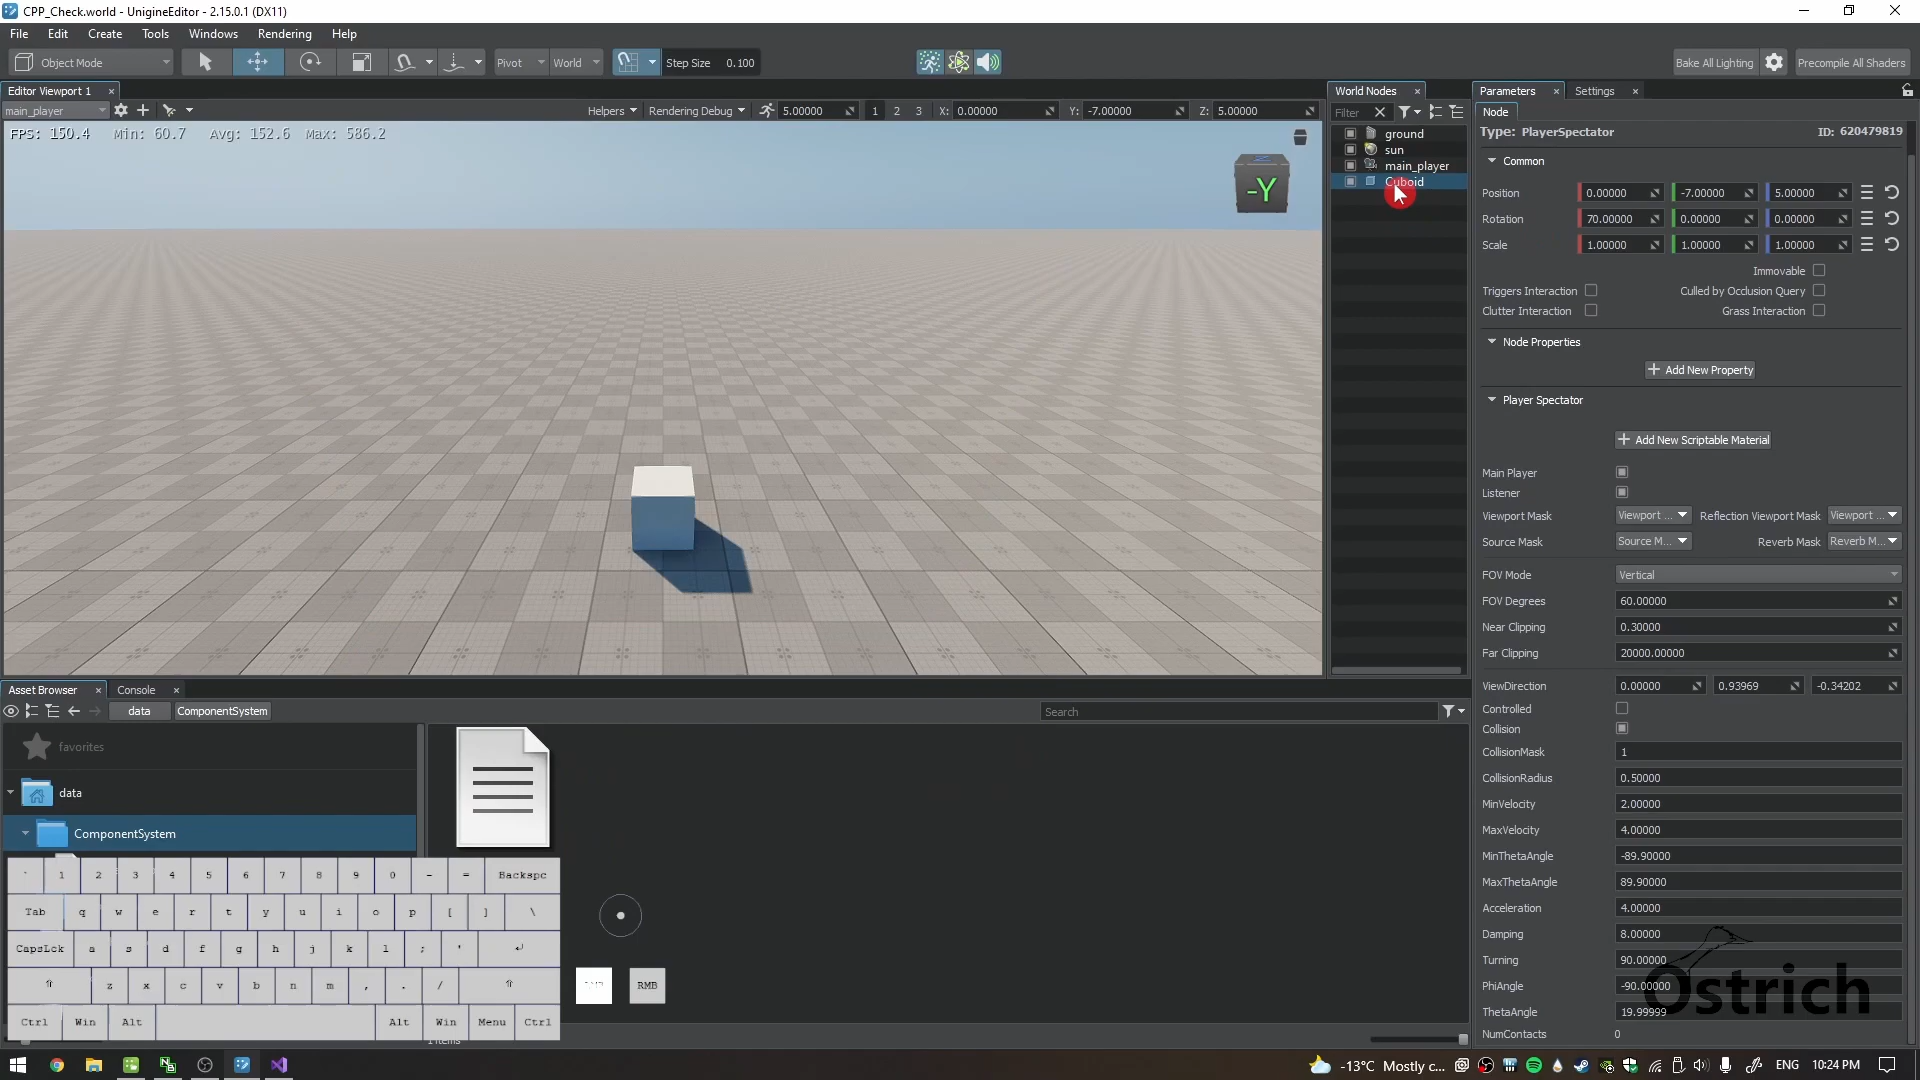 CPP_Check.world - UnigineEditor - 2.15.0.1 (DX11)
File Edit Create Tools Windows Rendering Help
Object Mode Pivot World Step Size 0.100 Bake All Lighting Precompile All Shaders
Editor Viewport 1
main_player Helpers Rendering Debug 5.00000 1 2 3 X: 0.00000 Y: -7.00000 Z: 5.00000
FPS: 150.4 Min: 60.7 Avg: 152.6 Max: 586.2
-Y
World Nodes
Filter
ground
sun
main_player
Cuboid
Parameters Settings
Node
Type: PlayerSpectator ID: 620479819
Common
Position 0.00000 -7.00000 5.00000
Rotation 70.00000 0.00000 0.00000
Scale 1.00000 1.00000 1.00000
Immovable
Triggers Interaction Culled by Occlusion Query
Clutter Interaction Grass Interaction
Node Properties
Add New Property
Player Spectator
Add New Scriptable Material
Main Player
Listener
Viewport Mask Viewport ... Reflection Viewport Mask Viewport ...
Source Mask Source M... Reverb Mask Reverb M...
FOV Mode Vertical
FOV Degrees 60.00000
Near Clipping 0.30000
Far Clipping 20000.00000
ViewDirection 0.00000 0.93969 -0.34202
Controlled
Collision
CollisionMask 1
CollisionRadius 0.50000
MinVelocity 2.00000
MaxVelocity 4.00000
MinThetaAngle -89.90000
MaxThetaAngle 89.90000
Acceleration 4.00000
Damping 8.00000
Turning 90.00000
PhiAngle -90.00000
ThetaAngle 19.99999
NumContacts 0
Ostrich
Asset Browser Console
data ComponentSystem Search
favorites
data
ComponentSystem
` 1 2 3 4 5 6 7 8 9 0 - = Backspc
Tab q w e r t y u i o p [ ] \
CapsLck a s d f g h j k l ; '
z x c v b n m , . /
Ctrl Win Alt Alt Win Menu Ctrl
RMB
-13°C Mostly c... ENG 10:24 PM